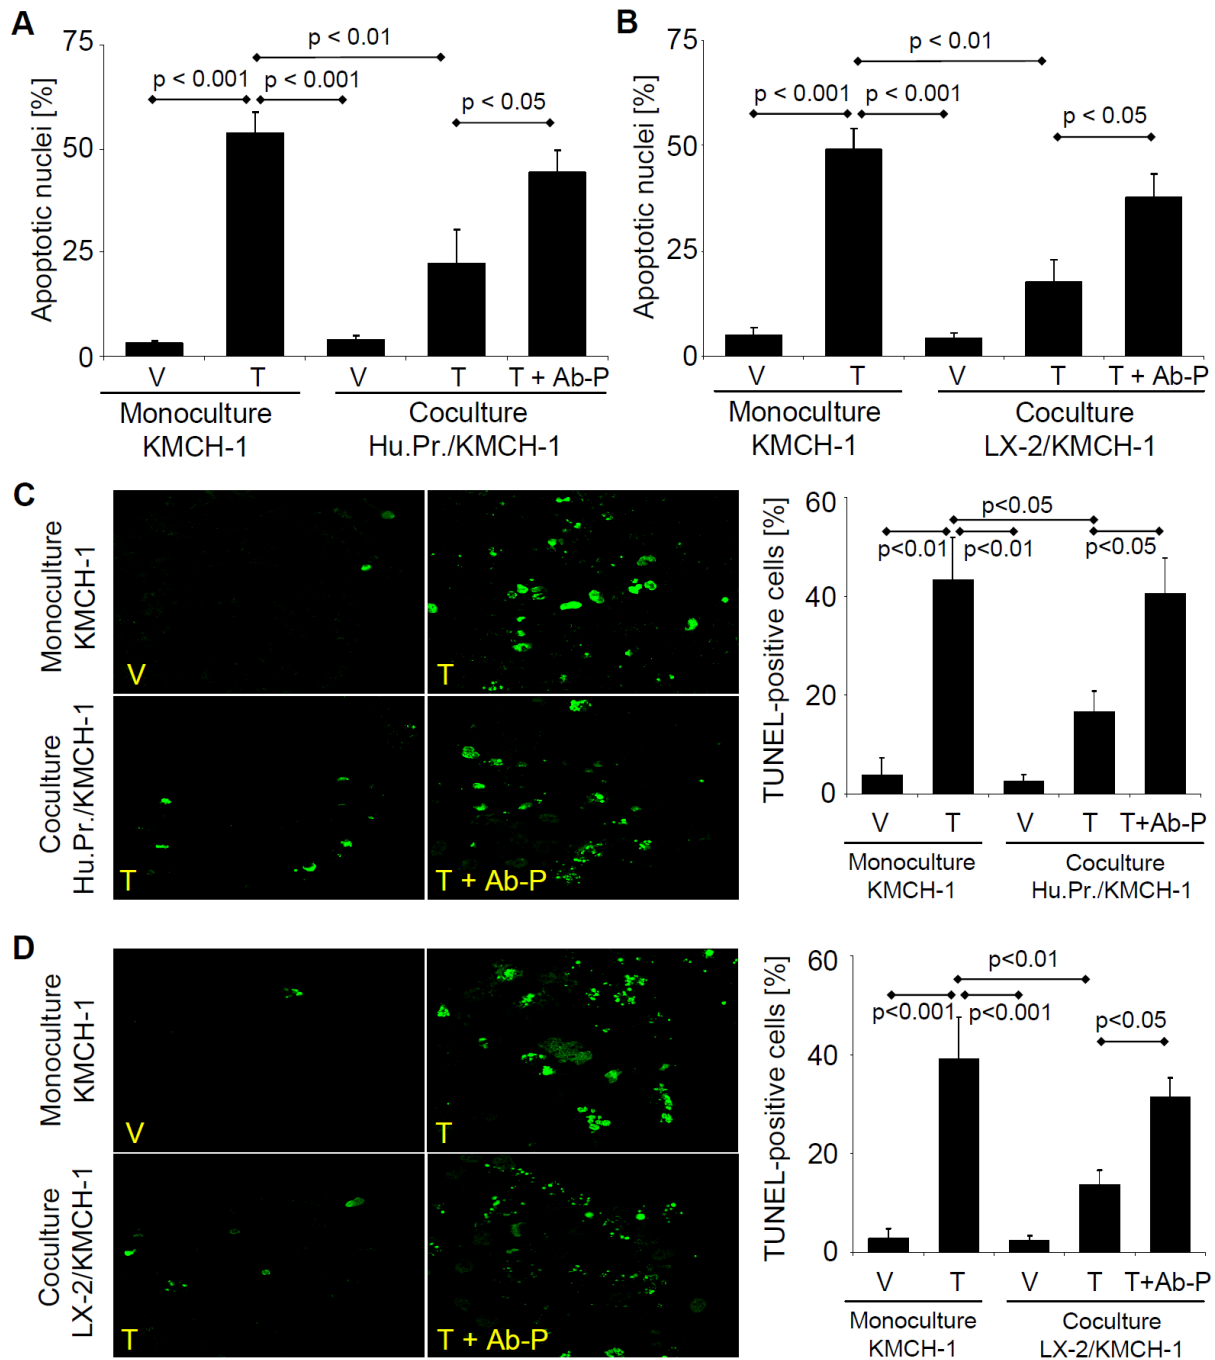 A
75
50
25
0
Apoptotic nuclei [%]
p < 0.01
p < 0.001
p < 0.001
p < 0.05
V
T
V
T
T + Ab-P
Monoculture
KMCH-1
Coculture
Hu.Pr./KMCH-1
B
75
50
25
0
Apoptotic nuclei [%]
p < 0.01
p < 0.001
p < 0.001
p < 0.05
V
T
V
T
T + Ab-P
Monoculture
KMCH-1
Coculture
LX-2/KMCH-1
C
Monoculture
KMCH-1
V
T
Coculture
Hu.Pr./KMCH-1
T
T + Ab-P
60
40
20
0
TUNEL-positive cells [%]
p<0.05
p<0.01
p<0.01
p<0.05
V
T
V
T
T+Ab-P
Monoculture
KMCH-1
Coculture
Hu.Pr./KMCH-1
D
Monoculture
KMCH-1
V
T
Coculture
LX-2/KMCH-1
T
T + Ab-P
60
40
20
0
TUNEL-positive cells [%]
p<0.01
p<0.001
p<0.001
p<0.05
V
T
V
T
T+Ab-P
Monoculture
KMCH-1
Coculture
LX-2/KMCH-1